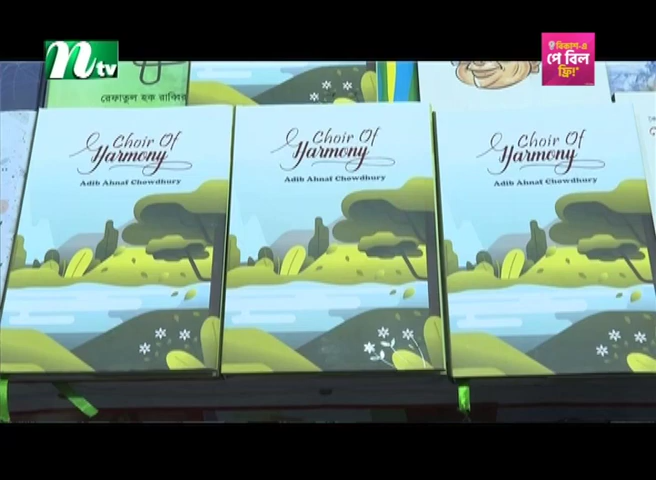 Ntv
বিকাশ-এ
পে বিল
ফ্রি!*
রেফাতুল হক রাব্বির
Choir Of
Harmony
Adib Ahnaf Chowdhury
Choir Of
Harmony
Adib Ahnaf Chowdhury
Choir Of
Harmony
Adib Ahnaf Chowdhury